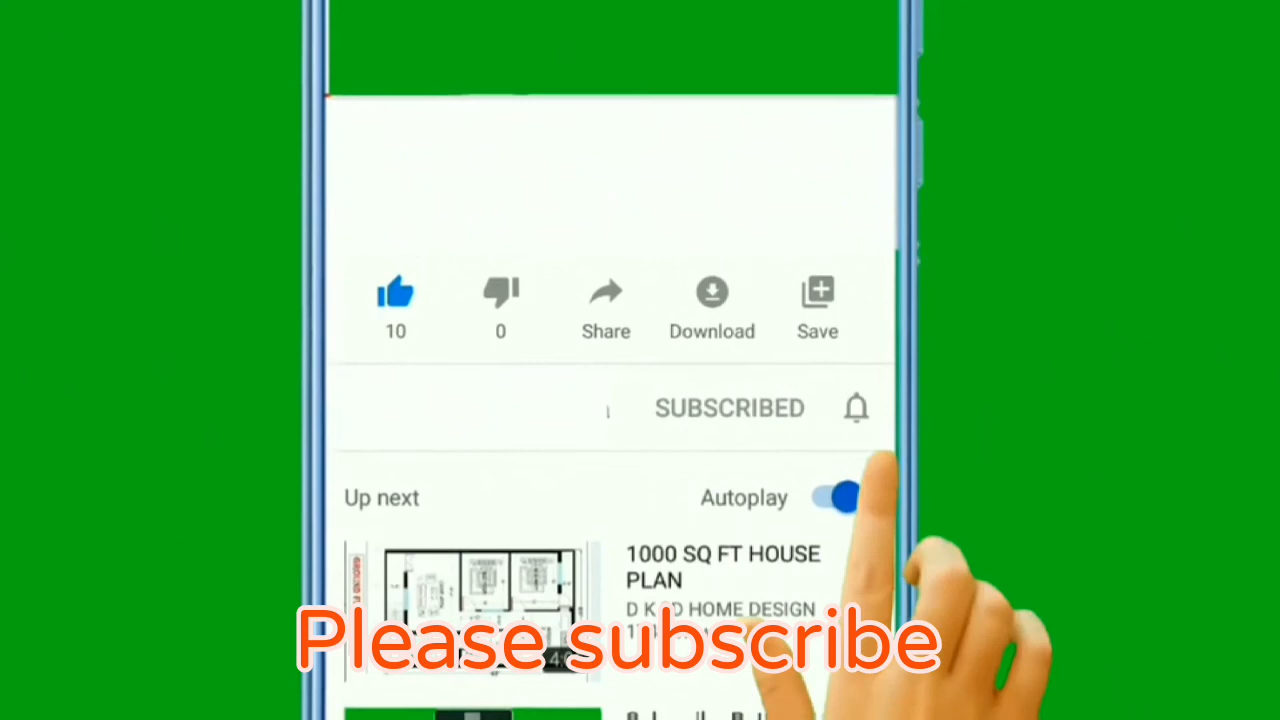 10
0
Share
Download
Save
SUBSCRIBED
Up next
Autoplay
1000 SQ FT HOUSE
PLAN
HOME DESIGN
Please subscribe